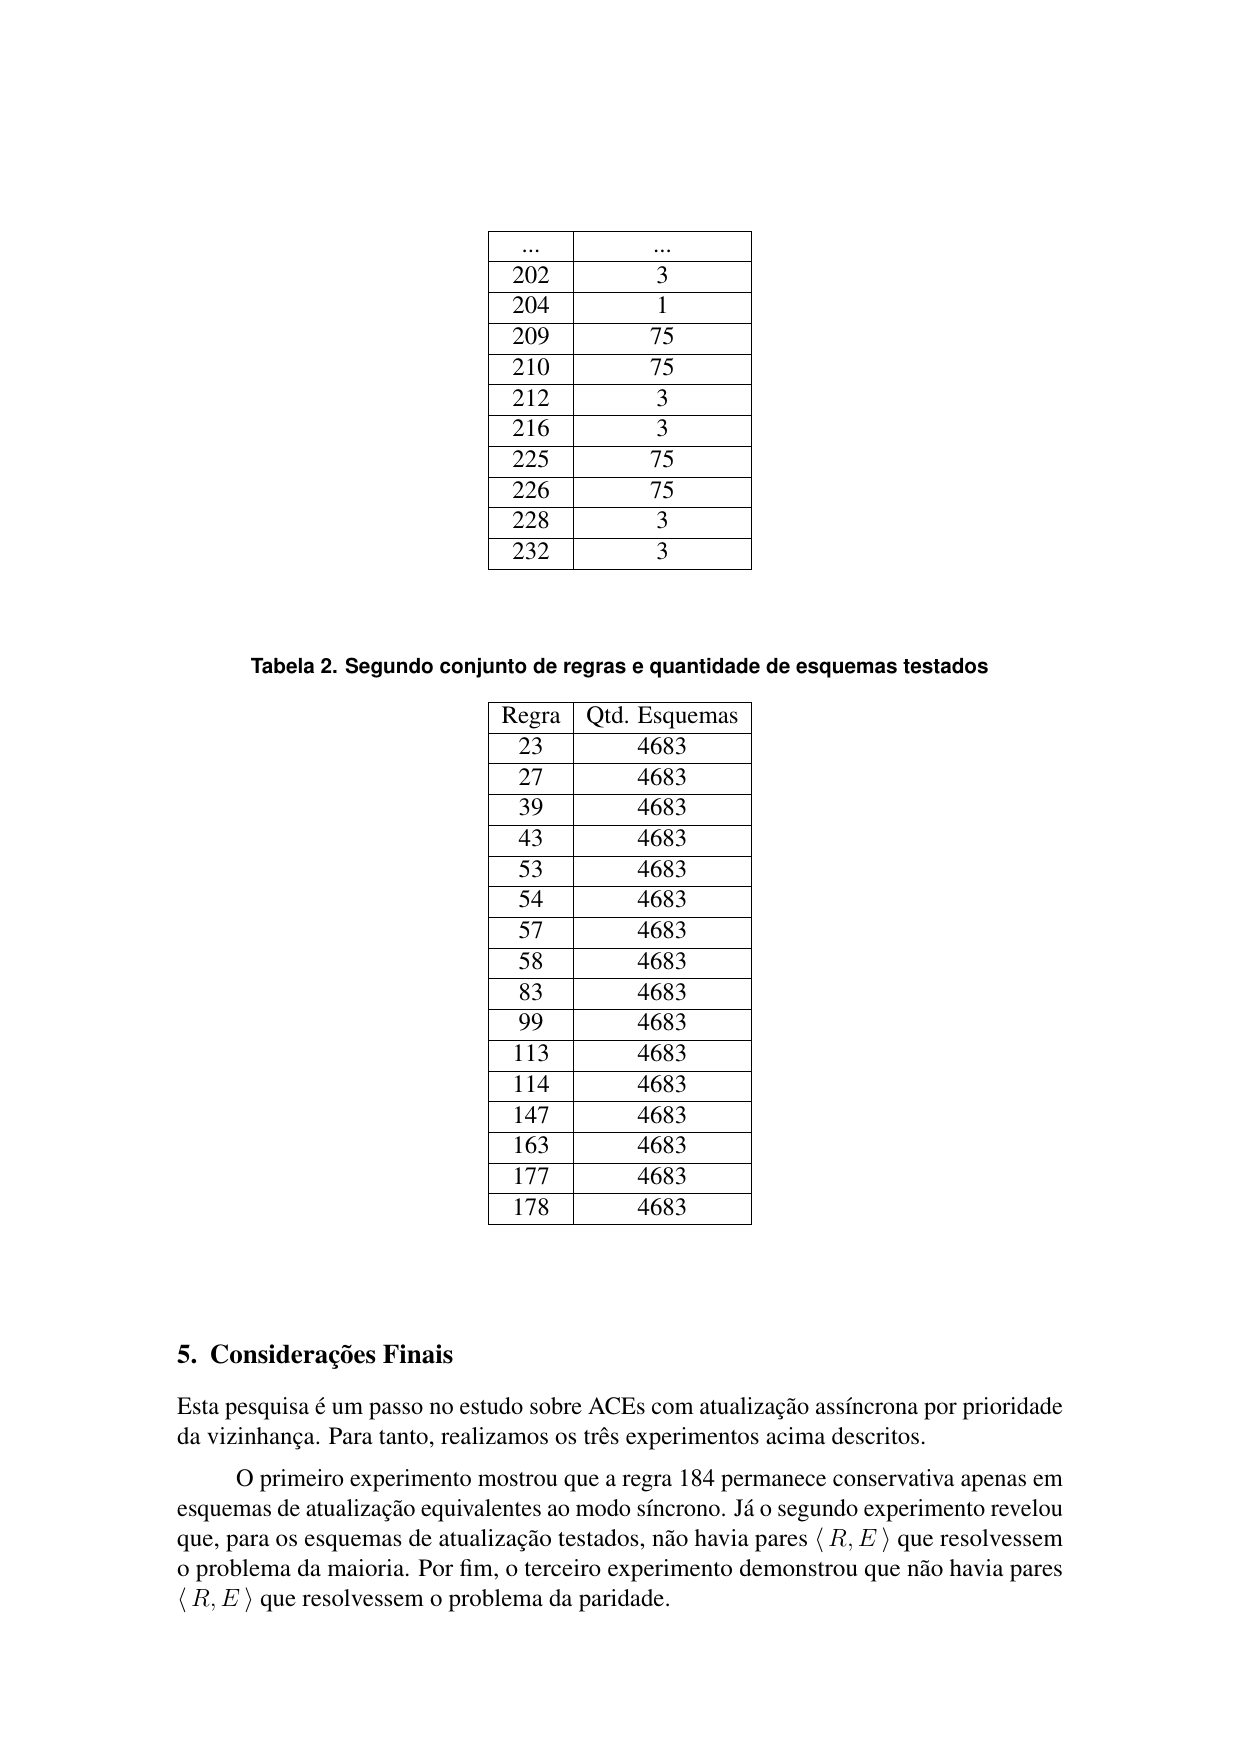 ... ...
202 3
204 1
209 75
210 75
212 3
216 3
225 75
226 75
228 3
232 3
Tabela 2. Segundo conjunto de regras e quantidade de esquemas testados
Regra Qtd. Esquemas
23 4683
27 4683
39 4683
43 4683
53 4683
54 4683
57 4683
58 4683
83 4683
99 4683
113 4683
114 4683
147 4683
163 4683
177 4683
178 4683
5. Considerações Finais
Esta pesquisa é um passo no estudo sobre ACEs com atualização assíncrona por prioridade
da vizinhança. Para tanto, realizamos os três experimentos acima descritos.
O primeiro experimento mostrou que a regra 184 permanece conservativa apenas em
esquemas de atualização equivalentes ao modo síncrono. Já o segundo experimento revelou
que, para os esquemas de atualização testados, não havia pares ⟨ R, E ⟩ que resolvessem
o problema da maioria. Por fim, o terceiro experimento demonstrou que não havia pares
⟨ R, E ⟩ que resolvessem o problema da paridade.